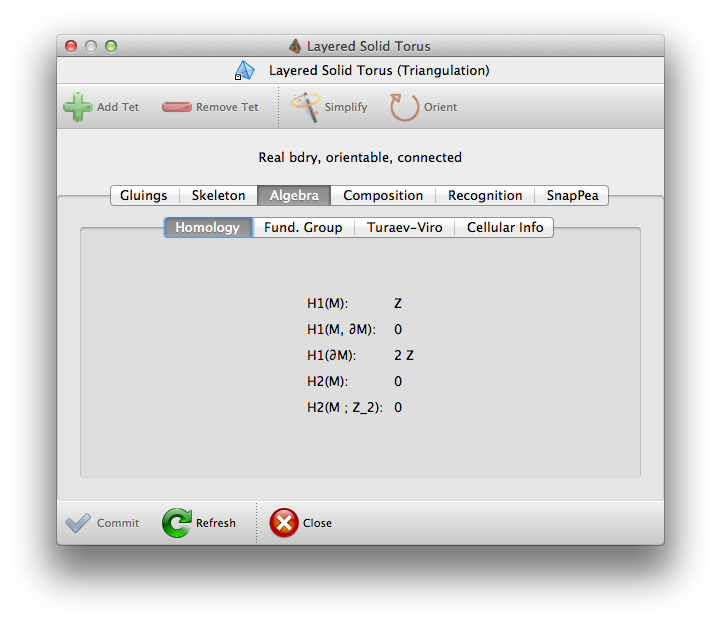 Layered Solid Torus
Layered Solid Torus (Triangulation)
Add Tet Remove Tet Simplify Orient
Real bdry, orientable, connected
Gluings Skeleton Algebra Composition Recognition SnapPea
Homology Fund. Group Turaev-Viro Cellular Info
H1(M): Z
H1(M, ∂M): 0
H1(∂M): 2 Z
H2(M): 0
H2(M ; Z_2): 0
Commit Refresh Close